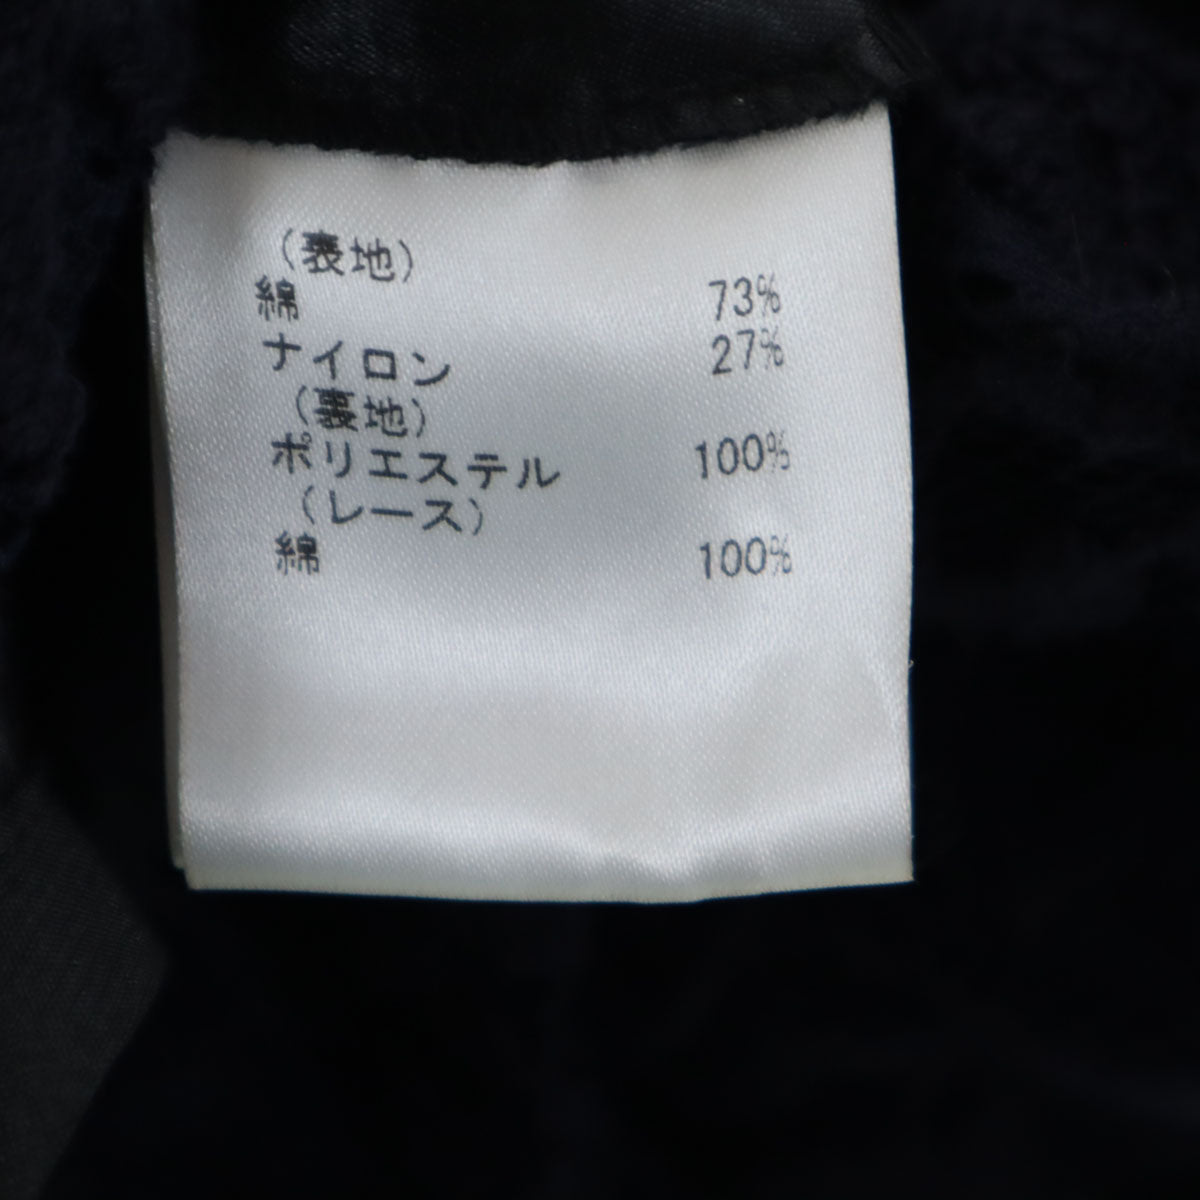 (表地)
綿 73%
ナイロン 27%
(裏地)
ポリエステル 100%
(レース)
綿 100%